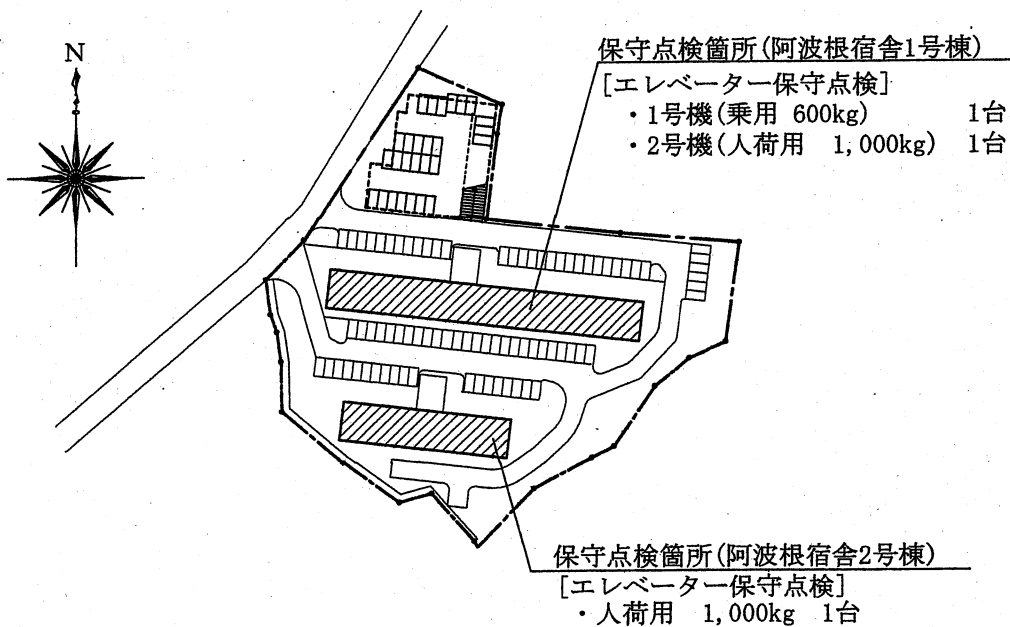 N
保守点検箇所(阿波根宿舎1号棟)
[エレベーター保守点検]
・1号機(乗用 600kg) 1台
・2号機(人荷用 1,000kg) 1台
保守点検箇所(阿波根宿舎2号棟)
[エレベーター保守点検]
・人荷用 1,000kg 1台